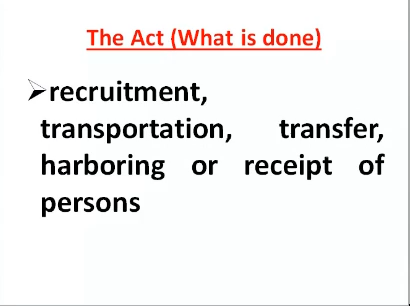 The Act (What is done)
➢recruitment,
transportation, transfer,
harboring or receipt of
persons